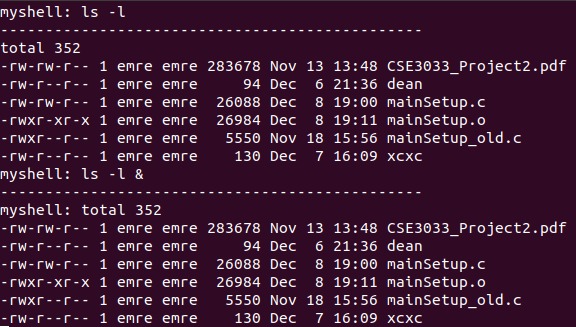 myshell: ls -l
-----------------------------------------------
total 352
-rw-rw-r-- 1 emre emre 283678 Nov 13 13:48 CSE3033_Project2.pdf
-rw-r--r-- 1 emre emre     94 Dec  6 21:36 dean
-rw-rw-r-- 1 emre emre  26088 Dec  8 19:00 mainSetup.c
-rwxr-xr-x 1 emre emre  26984 Dec  8 19:11 mainSetup.o
-rwxr--r-- 1 emre emre   5550 Nov 18 15:56 mainSetup_old.c
-rw-r--r-- 1 emre emre    130 Dec  7 16:09 xcxc
myshell: ls -l &
-----------------------------------------------
myshell: total 352
-rw-rw-r-- 1 emre emre 283678 Nov 13 13:48 CSE3033_Project2.pdf
-rw-r--r-- 1 emre emre     94 Dec  6 21:36 dean
-rw-rw-r-- 1 emre emre  26088 Dec  8 19:00 mainSetup.c
-rwxr-xr-x 1 emre emre  26984 Dec  8 19:11 mainSetup.o
-rwxr--r-- 1 emre emre   5550 Nov 18 15:56 mainSetup_old.c
-rw-r--r-- 1 emre emre    130 Dec  7 16:09 xcxc